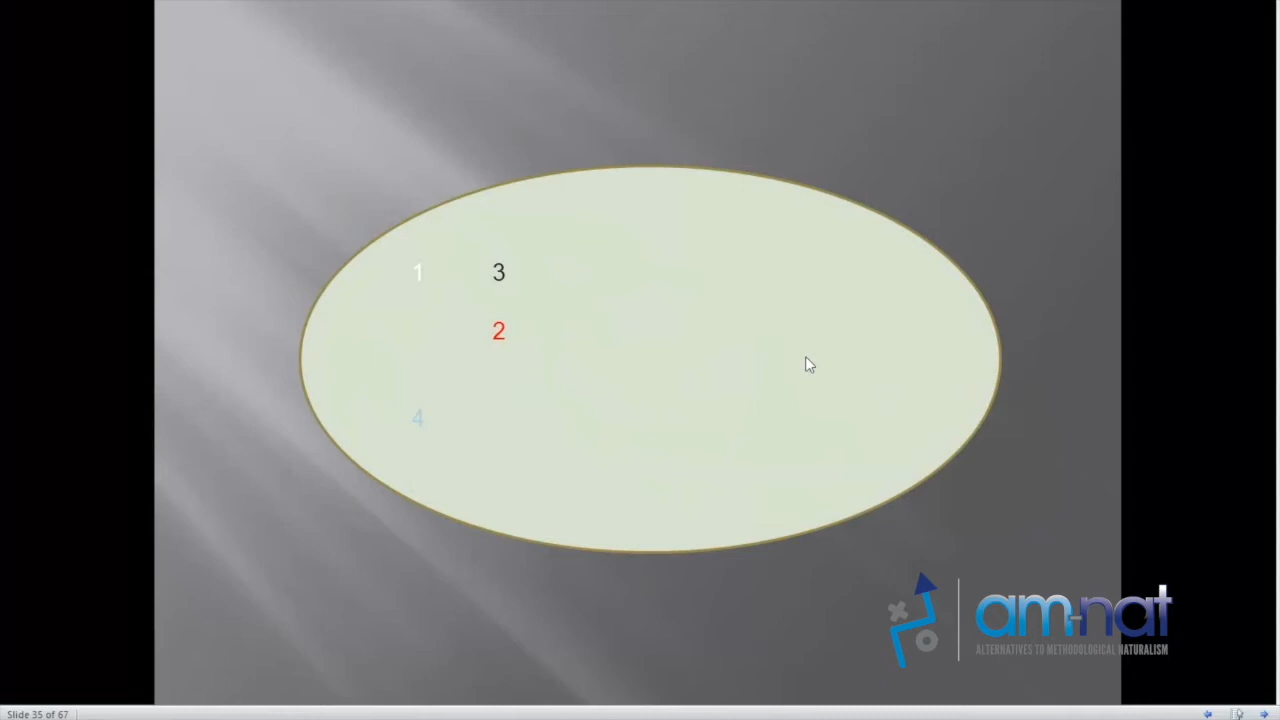 1 3
2
4
am-nat
ALTERNATIVES TO METHODOLOGICAL NATURALISM
Slide 35 of 67